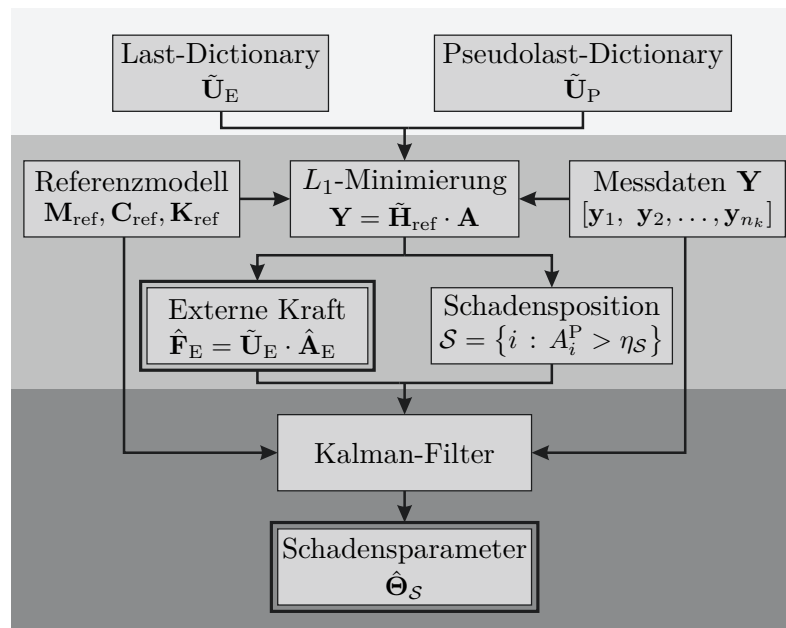 Last-Dictionary
Ũ_E
Pseudolast-Dictionary
Ũ_P
Referenzmodell
M_ref, C_ref, K_ref
L_1-Minimierung
Y = H̃_ref · A
Messdaten Y
[y_1, y_2, . . . , y_{n_k}]
Externe Kraft
F̂_E = Ũ_E · Â_E
Schadensposition
𝒮 = {i : A_i^P > η_𝒮}
Kalman-Filter
Schadensparameter
Θ̂_𝒮